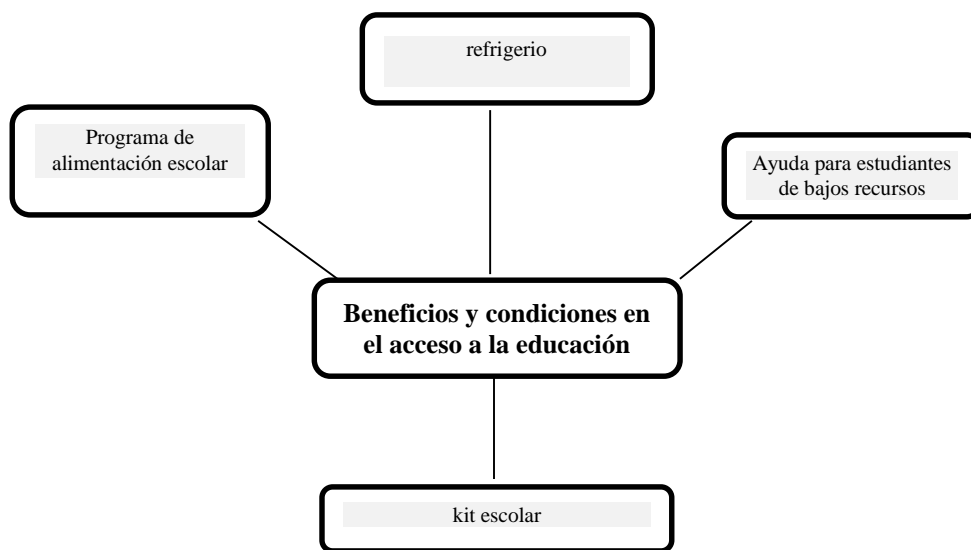 refrigerio
Programa de
alimentación escolar
Ayuda para estudiantes
de bajos recursos
Beneficios y condiciones en
el acceso a la educación
kit escolar